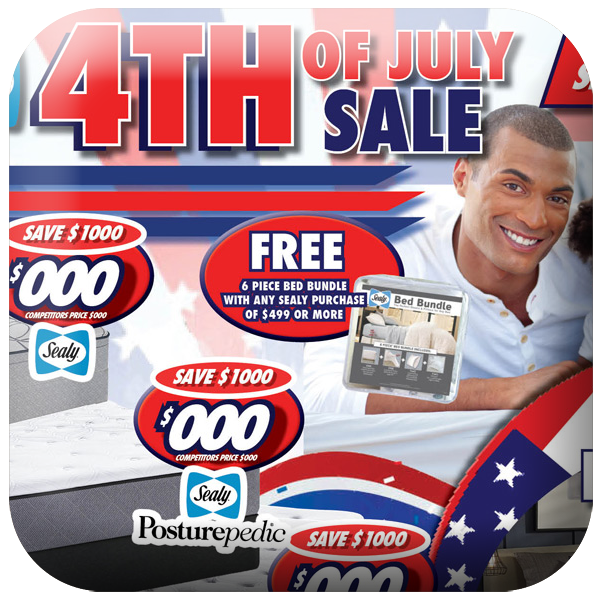 4TH
OF JULY
SALE
SAVE $1000
$000
COMPETITORS PRICE $000
Sealy
FREE
6 PIECE BED BUNDLE
WITH ANY SEALY PURCHASE
OF $499 OR MORE
Sealy
Bed Bundle
SAVE $1000
$000
COMPETITORS PRICE $000
Sealy
Posturepedic
SAVE $1000
$000